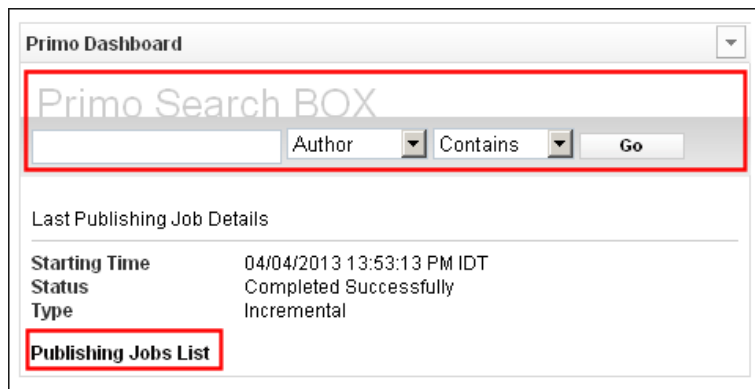 Primo Dashboard
Primo Search BOX
Author Contains Go
Last Publishing Job Details
Starting Time 04/04/2013 13:53:13 PM IDT
Status Completed Successfully
Type Incremental
Publishing Jobs List